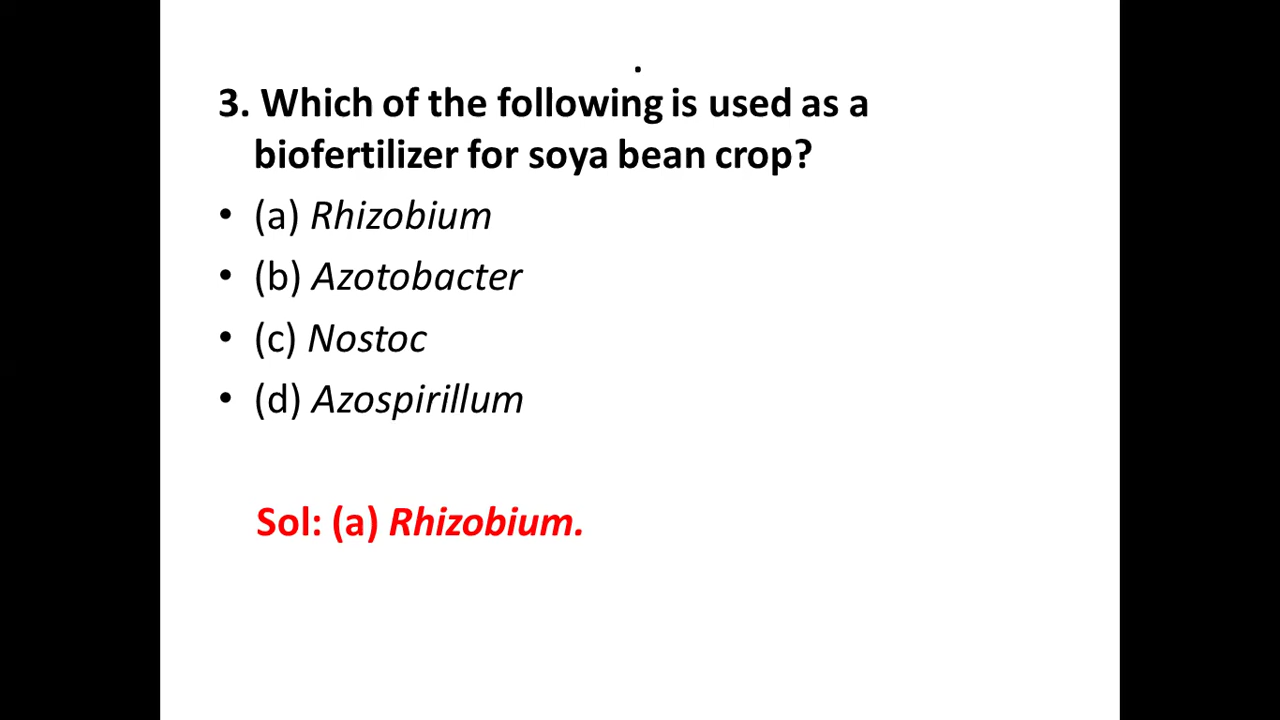 .
3. Which of the following is used as a
biofertilizer for soya bean crop?
• (a) Rhizobium
• (b) Azotobacter
• (c) Nostoc
• (d) Azospirillum
Sol: (a) Rhizobium.